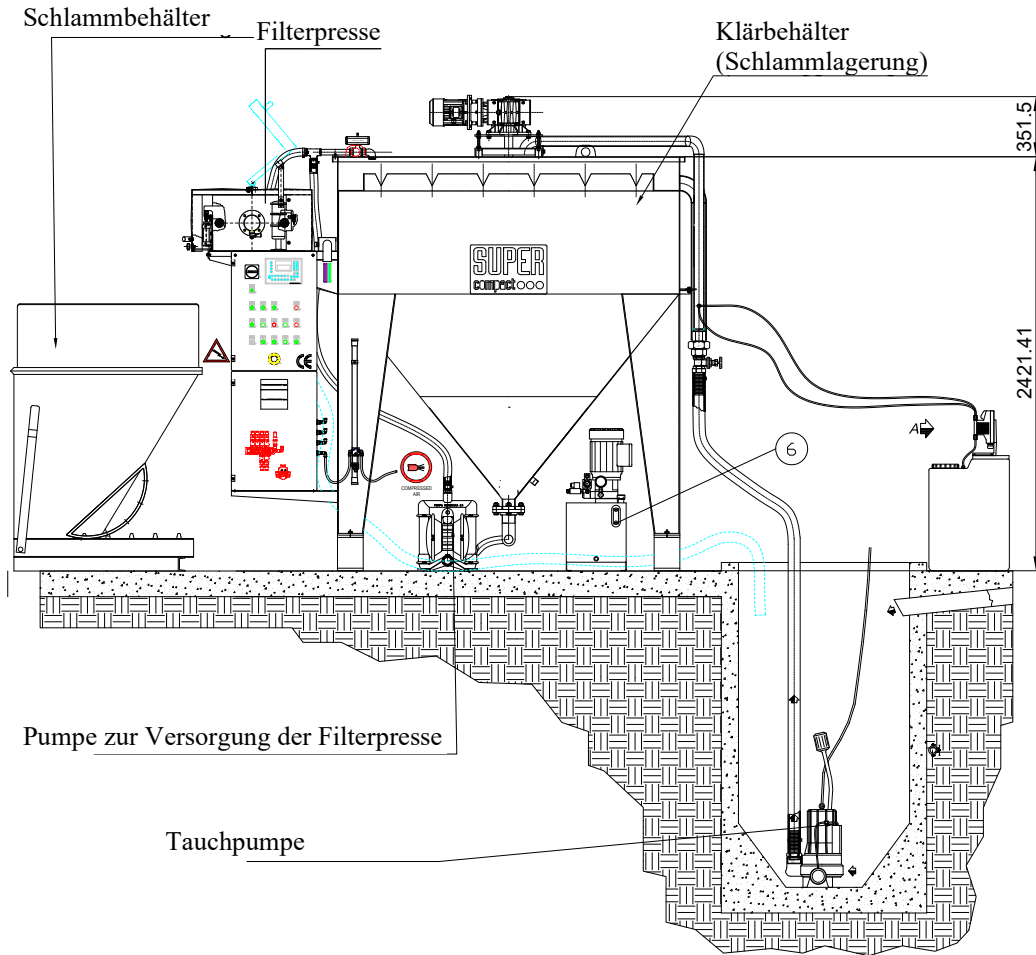 Schlammbehälter
Filterpresse
Klärbehälter
(Schlammlagerung)
351.5
SUPER
compact
2421.41
CE
A
6
COMPRESSED
AIR
Pumpe zur Versorgung der Filterpresse
Tauchpumpe